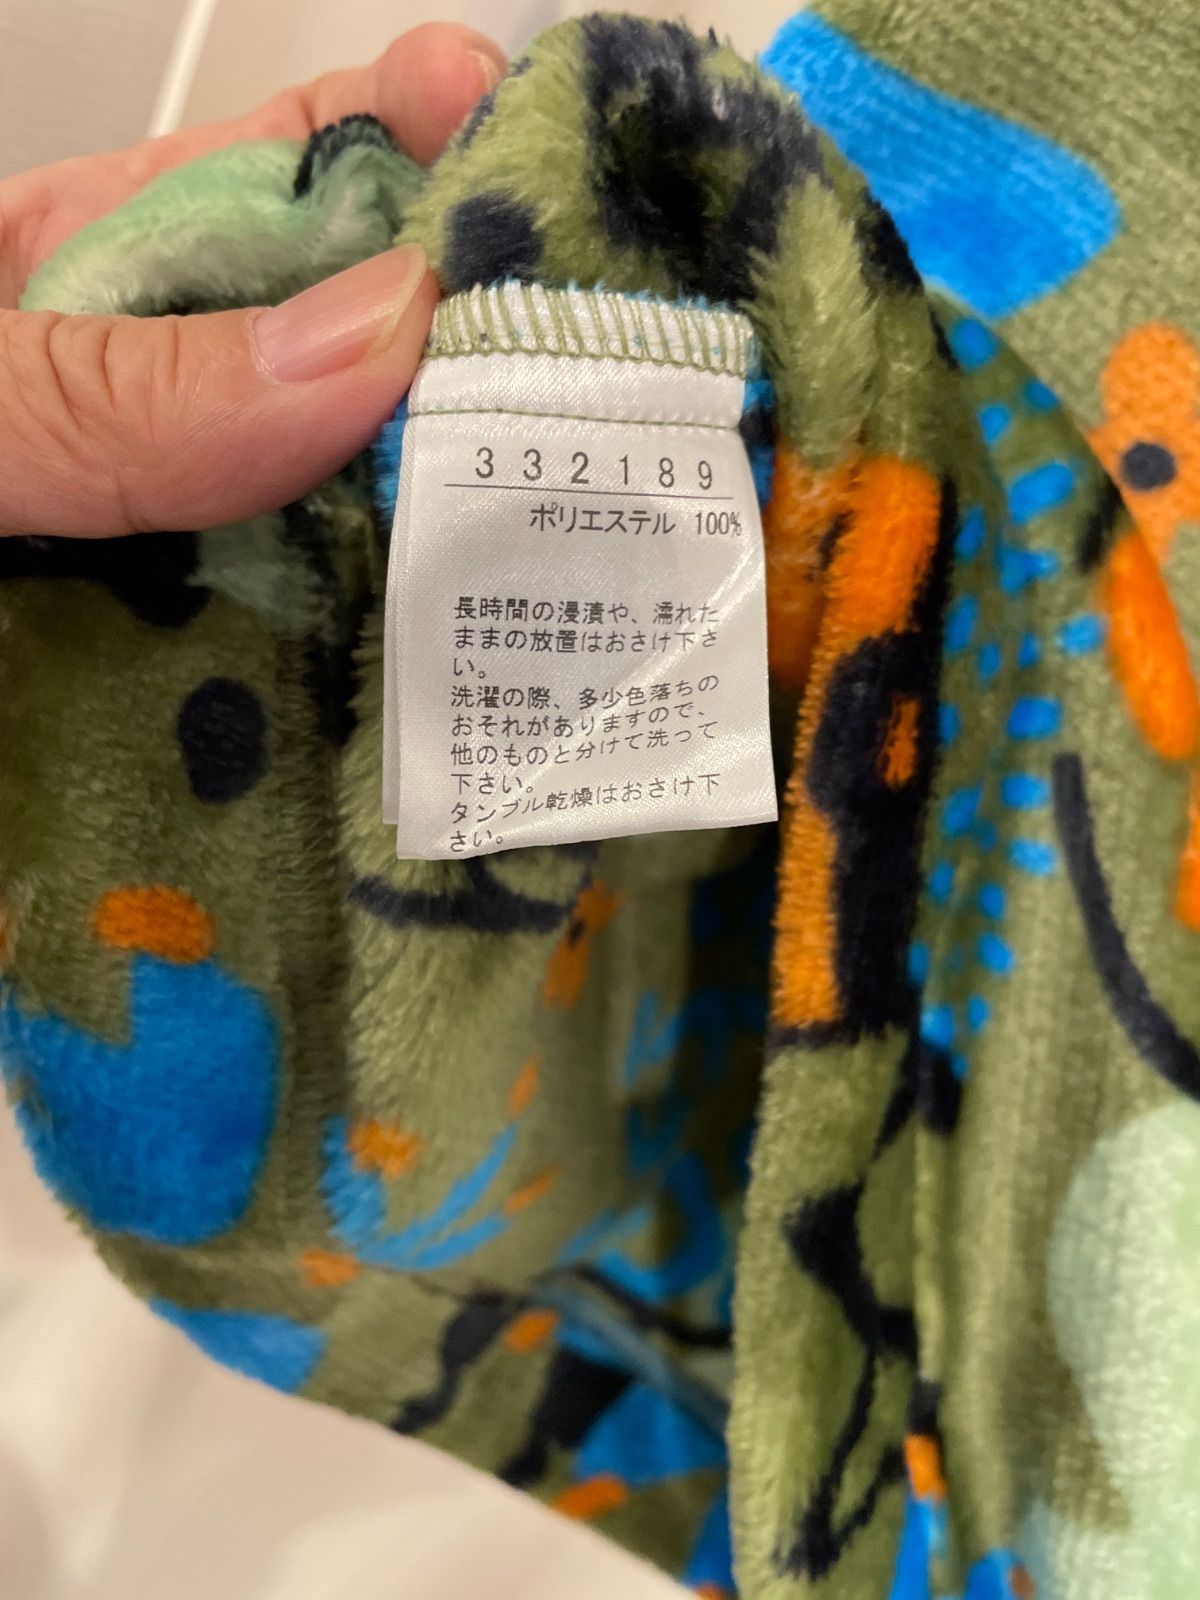 332189
ポリエステル 100%
長時間の浸漬や、濡れた
ままの放置はおさけ下さ
い。
洗濯の際、多少色落ちの
おそれがありますので、
他のものと分けて洗って
下さい。
タンブル乾燥はおさけ下
さい。